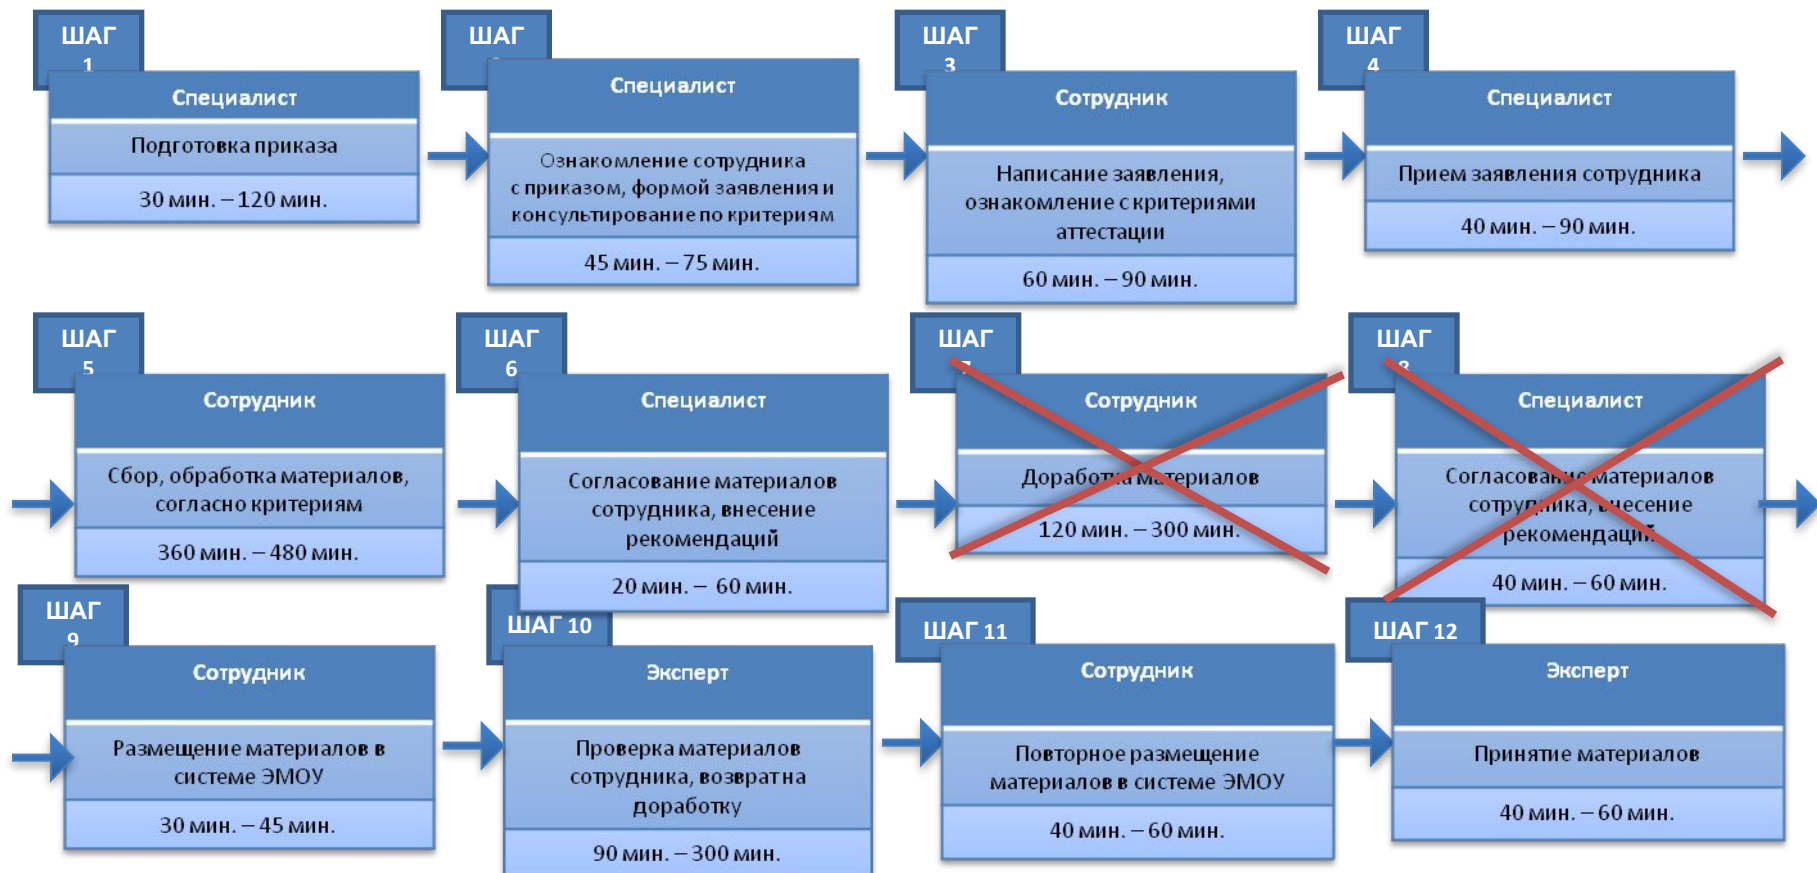 ШАГ
1
Специалист
Подготовка приказа
30 мин. – 120 мин.
ШАГ
Специалист
Ознакомление сотрудника
с приказом, формой заявления и
консультирование по критериям
45 мин. – 75 мин.
ШАГ
3
Сотрудник
Написание заявления,
ознакомление с критериями
аттестации
60 мин. – 90 мин.
ШАГ
4
Специалист
Прием заявления сотрудника
40 мин. – 90 мин.
ШАГ
5
Сотрудник
Сбор, обработка материалов,
согласно критериям
360 мин. – 480 мин.
ШАГ
6
Специалист
Согласование материалов
сотрудника, внесение
рекомендаций
20 мин. – 60 мин.
ШАГ
7
Сотрудник
Доработка материалов
120 мин. – 300 мин.
ШАГ
8
Специалист
Согласование материалов
сотрудника, внесение
рекомендаций
40 мин. – 60 мин.
ШАГ
9
Сотрудник
Размещение материалов в
системе ЭМОУ
30 мин. – 45 мин.
ШАГ 10
Эксперт
Проверка материалов
сотрудника, возврат на
доработку
90 мин. – 300 мин.
ШАГ 11
Сотрудник
Повторное размещение
материалов в системе ЭМОУ
40 мин. – 60 мин.
ШАГ 12
Эксперт
Принятие материалов
40 мин. – 60 мин.